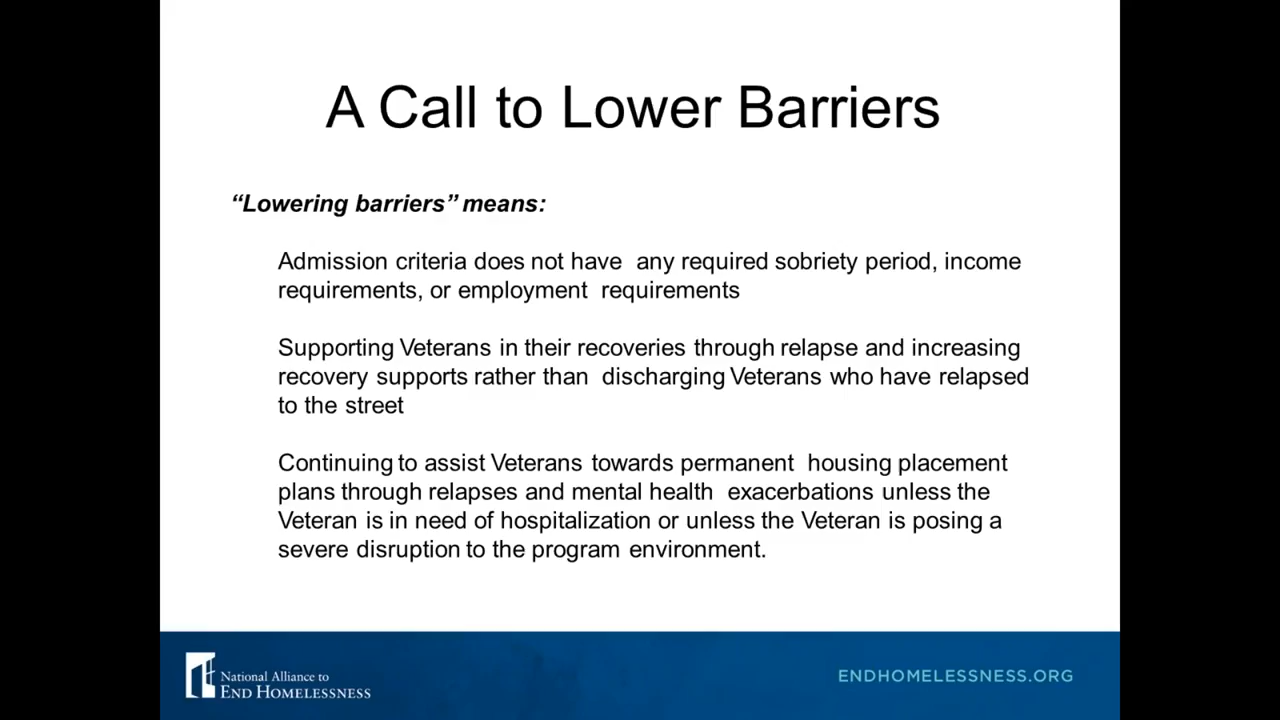 A Call to Lower Barriers
“Lowering barriers” means:
Admission criteria does not have any required sobriety period, income
requirements, or employment requirements
Supporting Veterans in their recoveries through relapse and increasing
recovery supports rather than discharging Veterans who have relapsed
to the street
Continuing to assist Veterans towards permanent housing placement
plans through relapses and mental health exacerbations unless the
Veteran is in need of hospitalization or unless the Veteran is posing a
severe disruption to the program environment.
National Alliance to
END HOMELESSNESS
ENDHOMELESSNESS.ORG